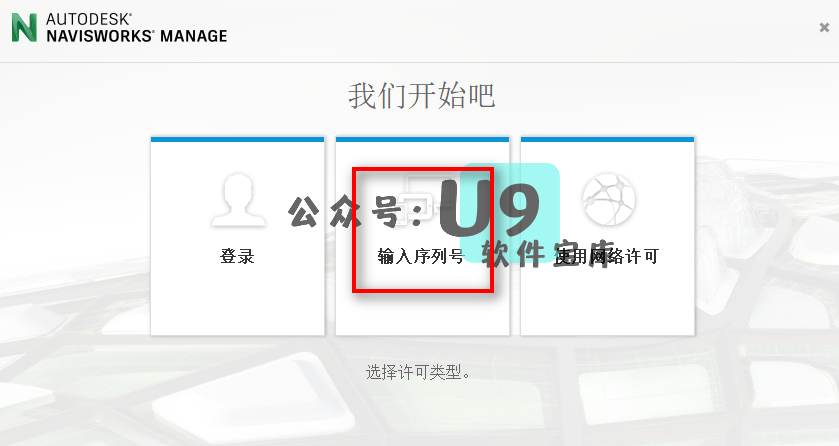 AUTODESK®
NAVISWORKS® MANAGE
我们开始吧
公众号:U9
软件宝库
登录
输入序列号
使用网络许可
选择许可类型。